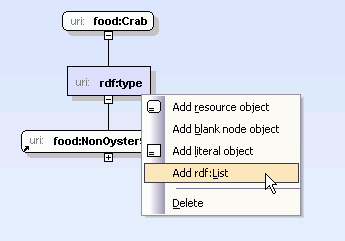 uri: food:Crab
uri: rdf:type
uri: food:NonOyster
Add resource object
Add blank node object
Add literal object
Add rdf:List
Delete